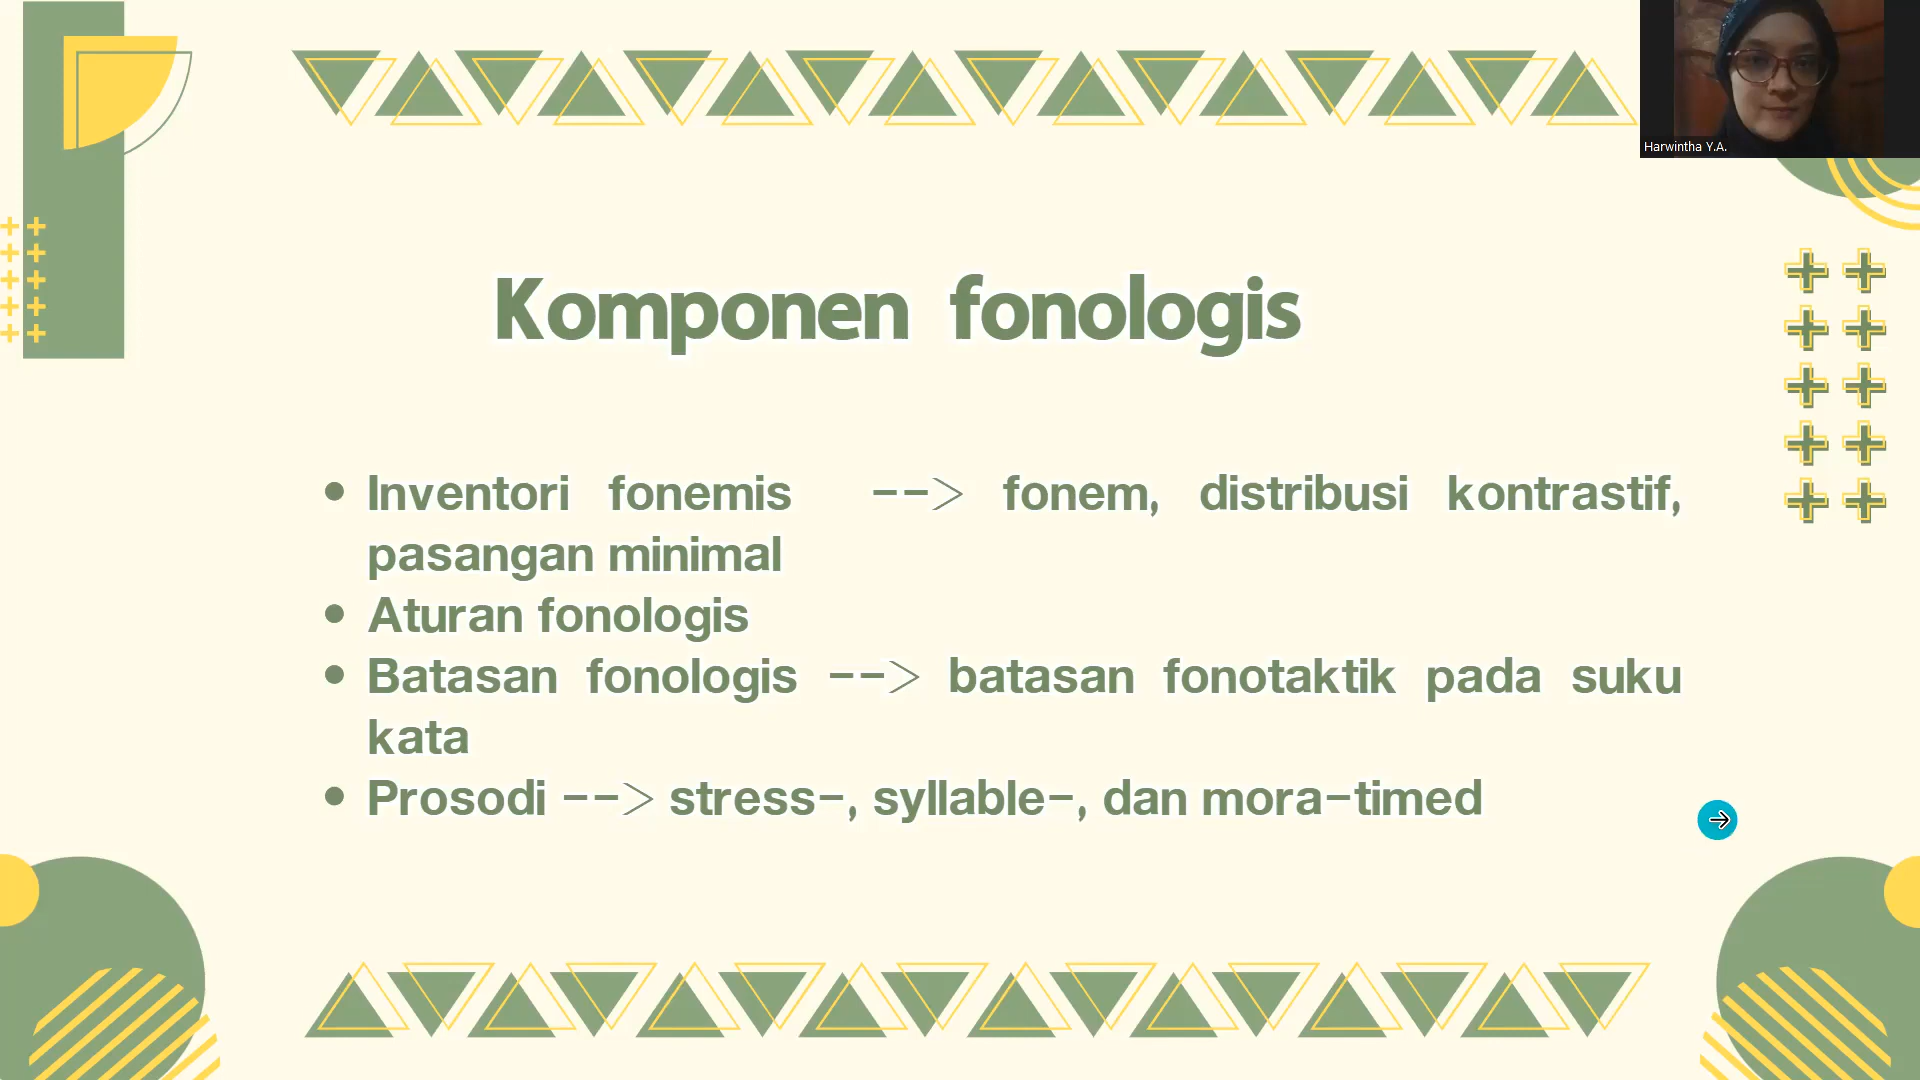 Harwintha Y.A.
Komponen fonologis
Inventori fonemis --> fonem, distribusi kontrastif,
pasangan minimal
Aturan fonologis
Batasan fonologis --> batasan fonotaktik pada suku
kata
Prosodi --> stress-, syllable-, dan mora-timed